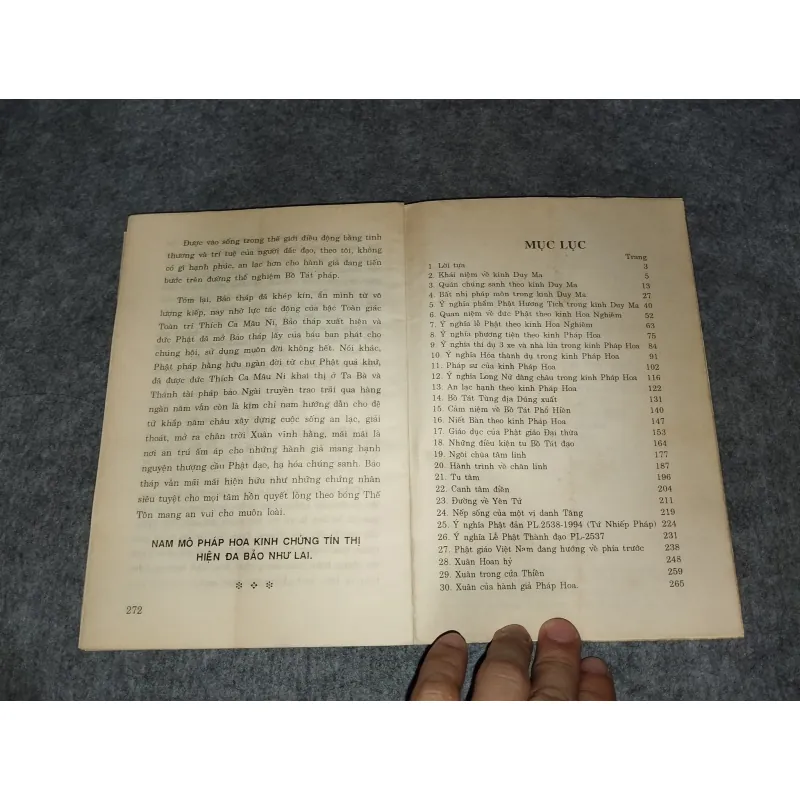 Được vào sống trong thế giới điều động bằng tình
thương và trí tuệ của người đắc đạo, theo tôi, không
có gì hạnh phúc, an lạc hơn cho hành giả đang tiến
bước trên đường thể nghiệm Bồ Tát pháp.
Tóm lại, Bảo tháp đã khép kín, ẩn mình từ vô
lượng kiếp, nay nhờ lực tác động của bậc Toàn giác
Toàn trí Thích Ca Mâu Ni, Bảo tháp xuất hiện và
đức Phật đã mở Bảo tháp lấy của báu ban phát cho
chúng hội, sử dụng muôn đời không hết. Nói khác,
Phật pháp hằng hữu ngàn đời từ chư Phật quá khứ,
đã được đức Thích Ca Mâu Ni khai thị ở Ta Bà và
Thánh tài pháp bảo Ngài truyền trao trải qua hàng
ngàn năm vẫn còn là kim chỉ nam hướng dẫn cho đệ
tử khắp năm châu xây dựng cuộc sống an lạc, giải
thoát, mở ra chân trời Xuân vĩnh hằng, mãi mãi là
nơi an trú ấm áp cho những hành giả mang hạnh
nguyện thượng cầu Phật đạo, hạ hóa chúng sanh. Bảo
tháp vẫn mãi mãi hiện hữu như những chứng nhân
siêu tuyệt cho mọi tâm hồn quyết lòng theo bóng Thế
Tôn mang an vui cho muôn loài.
NAM MÔ PHÁP HOA KINH CHỨNG TÍN THỊ
HIỆN ĐA BẢO NHƯ LAI.
272
MỤC LỤC
Trang
1. Lời tựa 3
2. Khái niệm về kinh Duy Ma 5
3. Quán chúng sanh theo kinh Duy Ma 13
4. Bất nhị pháp môn trong kinh Duy Ma 27
5. Ý nghĩa phẩm Phật Hương Tích trong kinh Duy Ma 40
6. Quan niệm về đức Phật theo kinh Hoa Nghiêm 52
7. Ý nghĩa lễ Phật theo kinh Hoa Nghiêm 63
8. Ý nghĩa phương tiện theo kinh Pháp Hoa 75
9. Ý nghĩa thí dụ 3 xe và nhà lửa trong kinh Pháp Hoa 84
10. Ý nghĩa Hóa thành dụ trong kinh Pháp Hoa 91
11. Pháp sư của kinh Pháp Hoa 102
12. Ý nghĩa Long Nữ dâng châu trong kinh Pháp Hoa 116
13. An lạc hạnh theo kinh Pháp Hoa 122
14. Bồ Tát Tùng địa Dũng xuất 131
15. Cảm niệm về Bồ Tát Phổ Hiền 140
16. Niết Bàn theo kinh Pháp Hoa 147
17. Giáo dục của Phật giáo Đại thừa 153
18. Những điều kiện tu Bồ Tát đạo 164
19. Ngôi chùa tâm linh 177
20. Hành trình về chân linh 187
21. Tu tâm 196
22. Canh tâm điền 204
23. Đường về Yên Tử 211
24. Nếp sống của một vị danh Tăng 219
25. Ý nghĩa Phật đản PL.2538-1994 (Tứ Nhiếp Pháp) 224
26. Ý nghĩa Lễ Phật Thành đạo PL-2537 231
27. Phật giáo Việt Nam đang hướng về phía trước 238
28. Xuân Hoan hỷ 248
29. Xuân trong cửa Thiền 259
30. Xuân của hành giả Pháp Hoa. 265